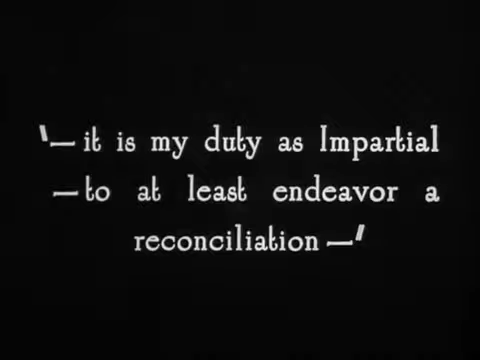 "—it is my duty as Impartial
—to at least endeavor a
reconciliation—"